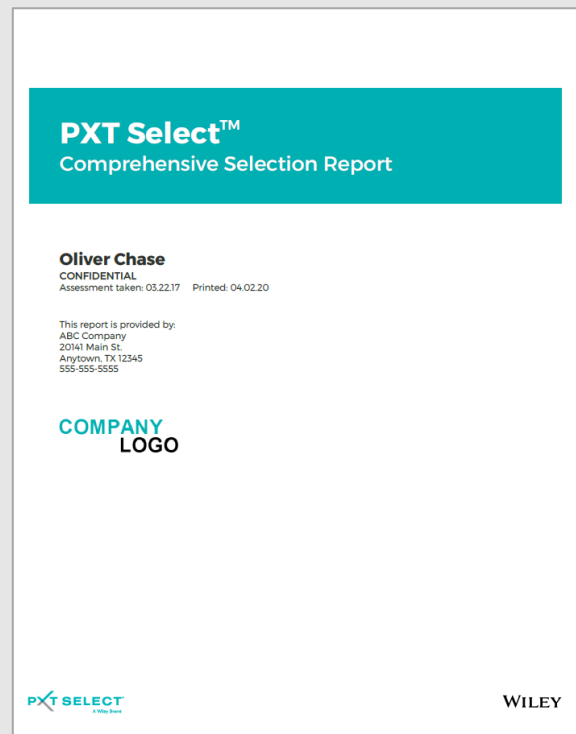 PXT Select™
Comprehensive Selection Report
Oliver Chase
CONFIDENTIAL
Assessment taken: 03.22.17 Printed: 04.02.20
This report is provided by:
ABC Company
20141 Main St.
Anytown, TX 12345
555-555-5555
COMPANY
LOGO
PXT SELECT
A Wiley Brand
WILEY